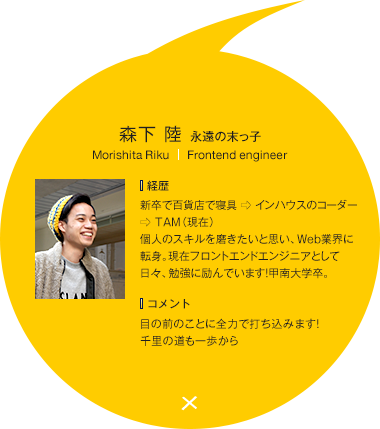 森下 陸 永遠の末っ子
Morishita Riku | Frontend engineer
経歴
新卒で百貨店で寝具 ⇨ インハウスのコーダー
⇨ TAM（現在）
個人のスキルを磨きたいと思い、Web業界に
転身。現在フロントエンドエンジニアとして
日々、勉強に励んでいます！甲南大学卒。
コメント
目の前のことに全力で打ち込みます！
千里の道も一歩から